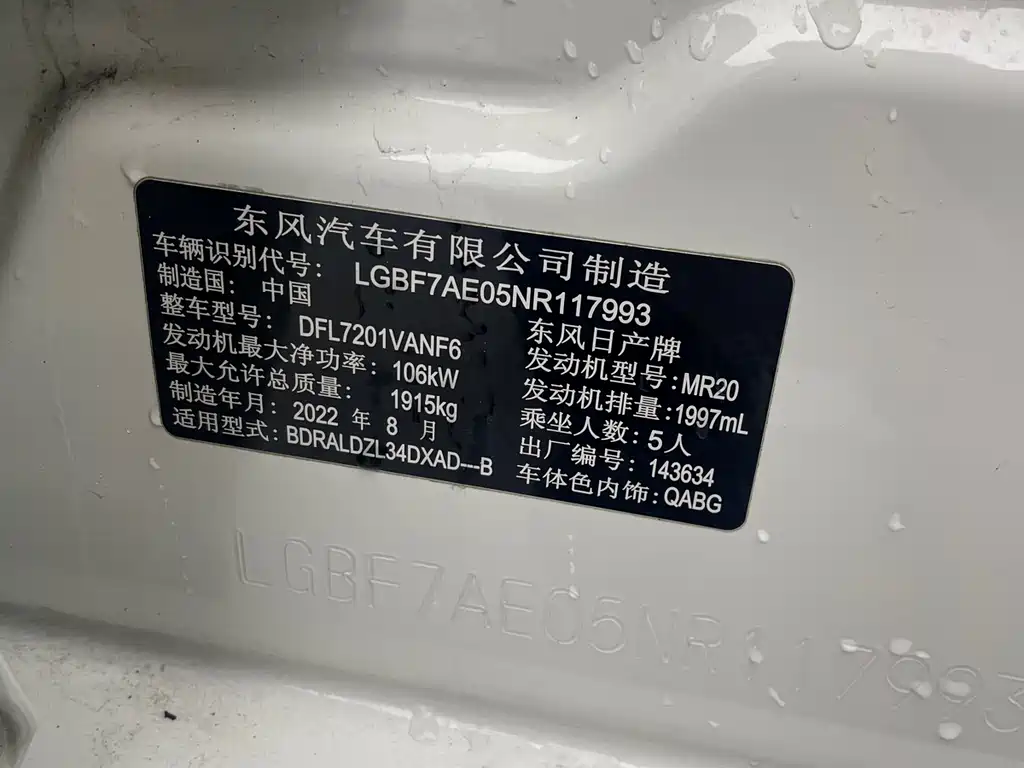 东风汽车有限公司制造
车辆识别代号: LGBF7AE05NR117993
制造国: 中国 东风日产牌
整车型号: DFL7201VANF6 发动机型号:MR20
发动机最大净功率: 106kW 发动机排量:1997mL
最大允许总质量: 1915kg 乘坐人数:5人
制造年月: 2022 年 8 月 出厂编号: 143634
适用型式: BDRALDZL34DXAD---B 车体色内饰:QABG
LGBF7AE05NR117993